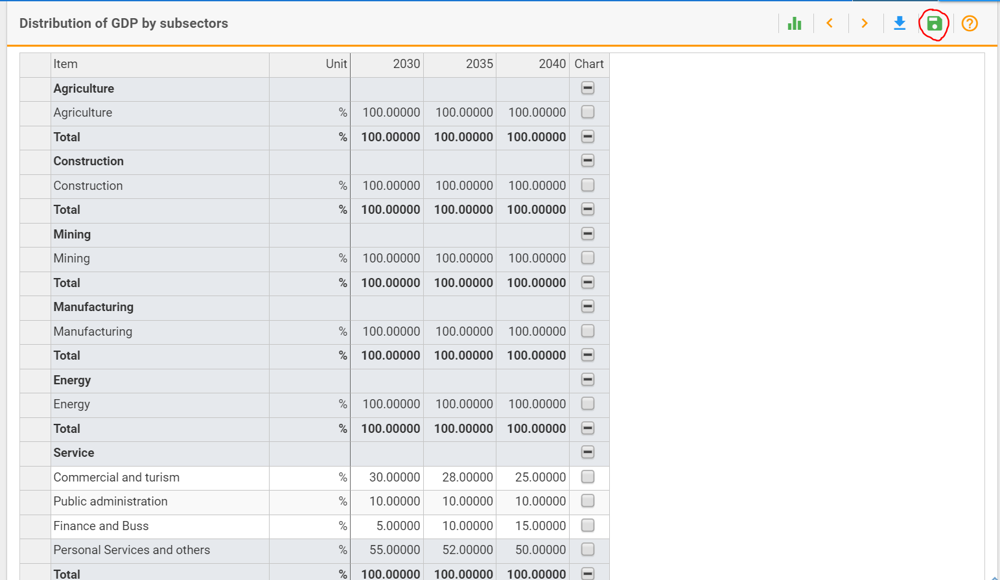 Distribution of GDP by subsectors
Item Unit 2030 2035 2040 Chart
Agriculture
Agriculture % 100.00000 100.00000 100.00000
Total % 100.00000 100.00000 100.00000
Construction
Construction % 100.00000 100.00000 100.00000
Total % 100.00000 100.00000 100.00000
Mining
Mining % 100.00000 100.00000 100.00000
Total % 100.00000 100.00000 100.00000
Manufacturing
Manufacturing % 100.00000 100.00000 100.00000
Total % 100.00000 100.00000 100.00000
Energy
Energy % 100.00000 100.00000 100.00000
Total % 100.00000 100.00000 100.00000
Service
Commercial and turism % 30.00000 28.00000 25.00000
Public administration % 10.00000 10.00000 10.00000
Finance and Buss % 5.00000 10.00000 15.00000
Personal Services and others % 55.00000 52.00000 50.00000
Total % 100.00000 100.00000 100.00000